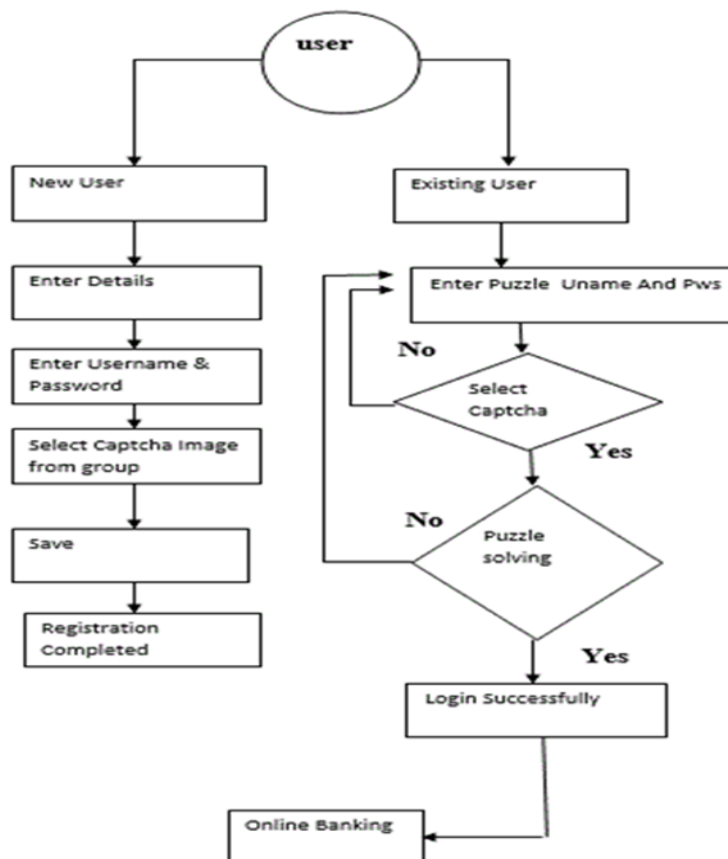 user
New User
Enter Details
Enter Username &
Password
Select Captcha Image
from group
Save
Registration
Completed
Existing User
Enter Puzzle Uname And Pws
No
Select
Captcha
Yes
No
Puzzle
solving
Yes
Login Successfully
Online Banking